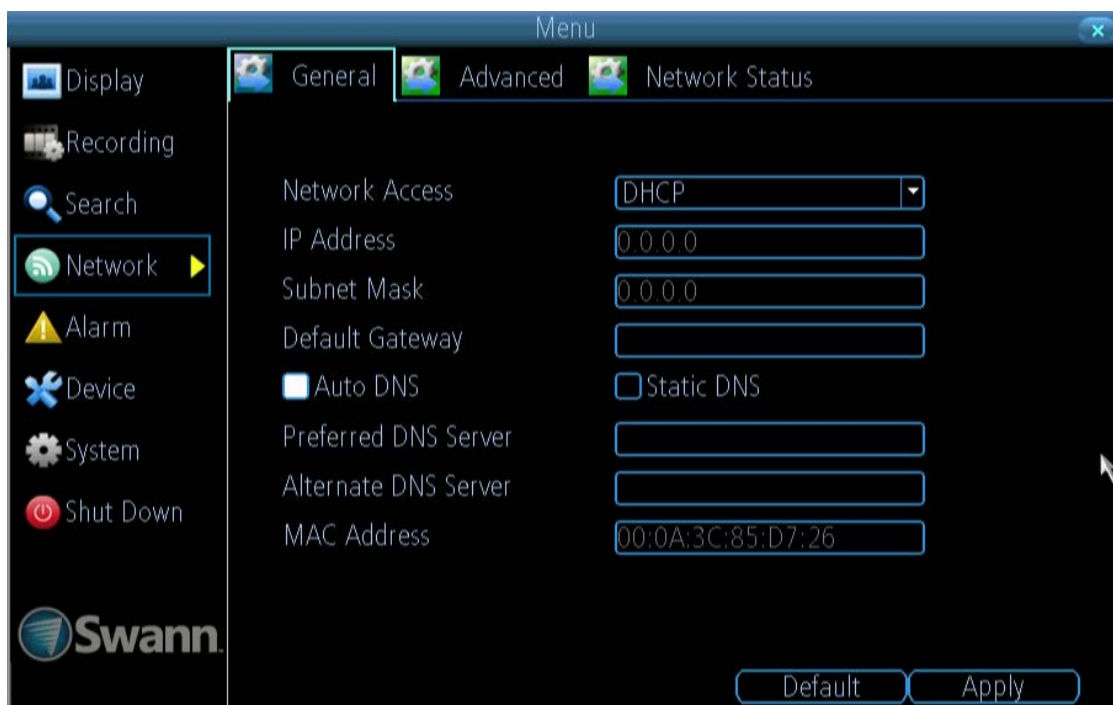 Menu
Display
Recording
Search
Network
Alarm
Device
System
Shut Down
Swann
General Advanced Network Status
Network Access DHCP
IP Address 0.0.0.0
Subnet Mask 0.0.0.0
Default Gateway
Auto DNS Static DNS
Preferred DNS Server
Alternate DNS Server
MAC Address 00:0A:3C:85:D7:26
Default Apply